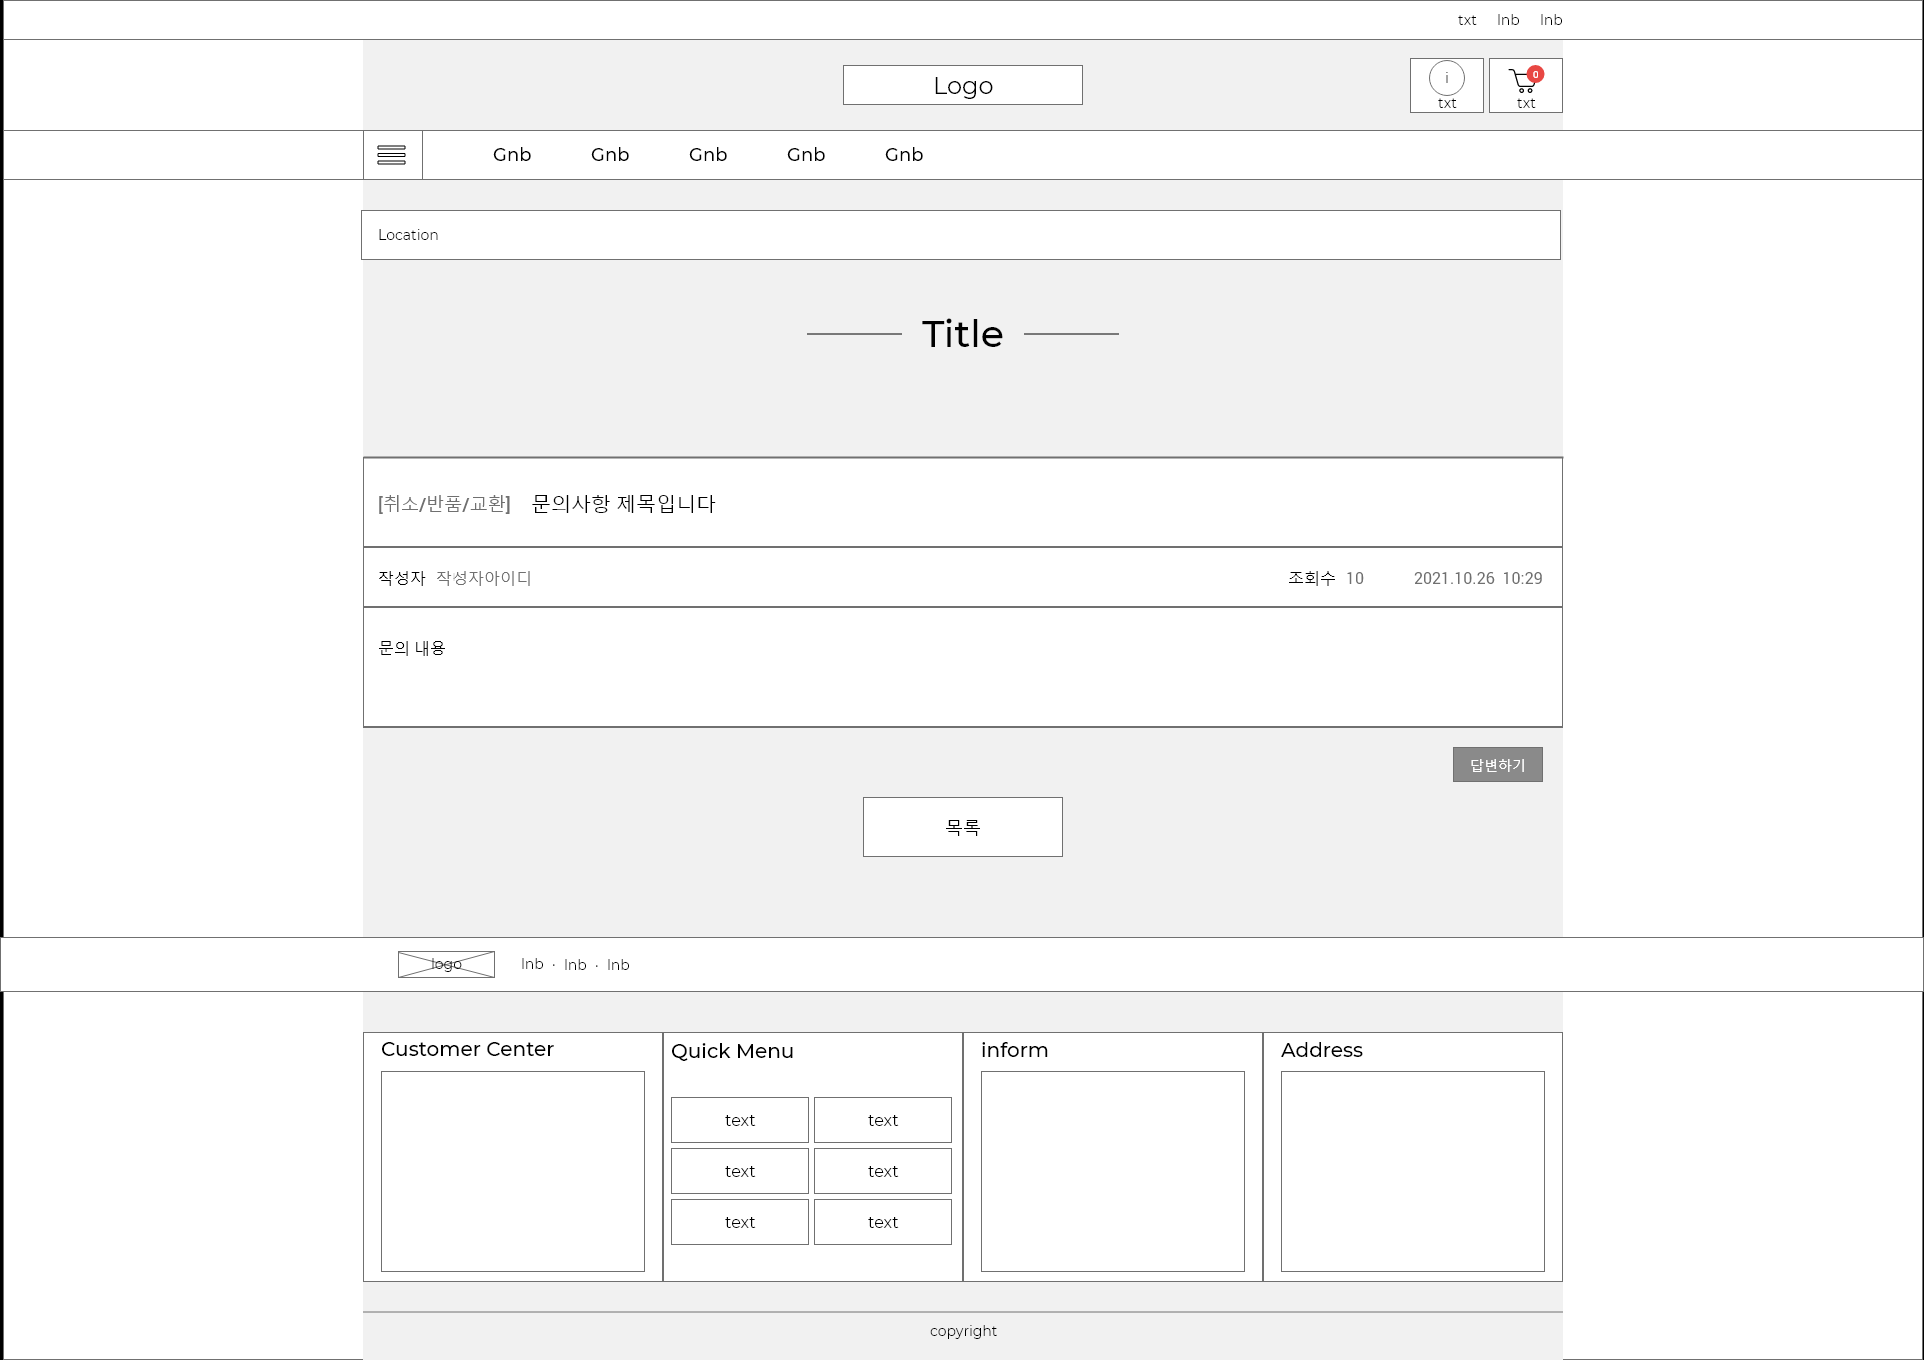 txt lnb lnb
Logo
i
txt
0
txt
Gnb Gnb Gnb Gnb Gnb
Location
Title
[취소/반품/교환] 문의사항 제목입니다
작성자 작성자아이디 조회수 10 2021.10.26 10:29
문의 내용
답변하기
목록
logo lnb · lnb · lnb
Customer Center
Quick Menu
text text
text text
text text
inform
Address
copyright